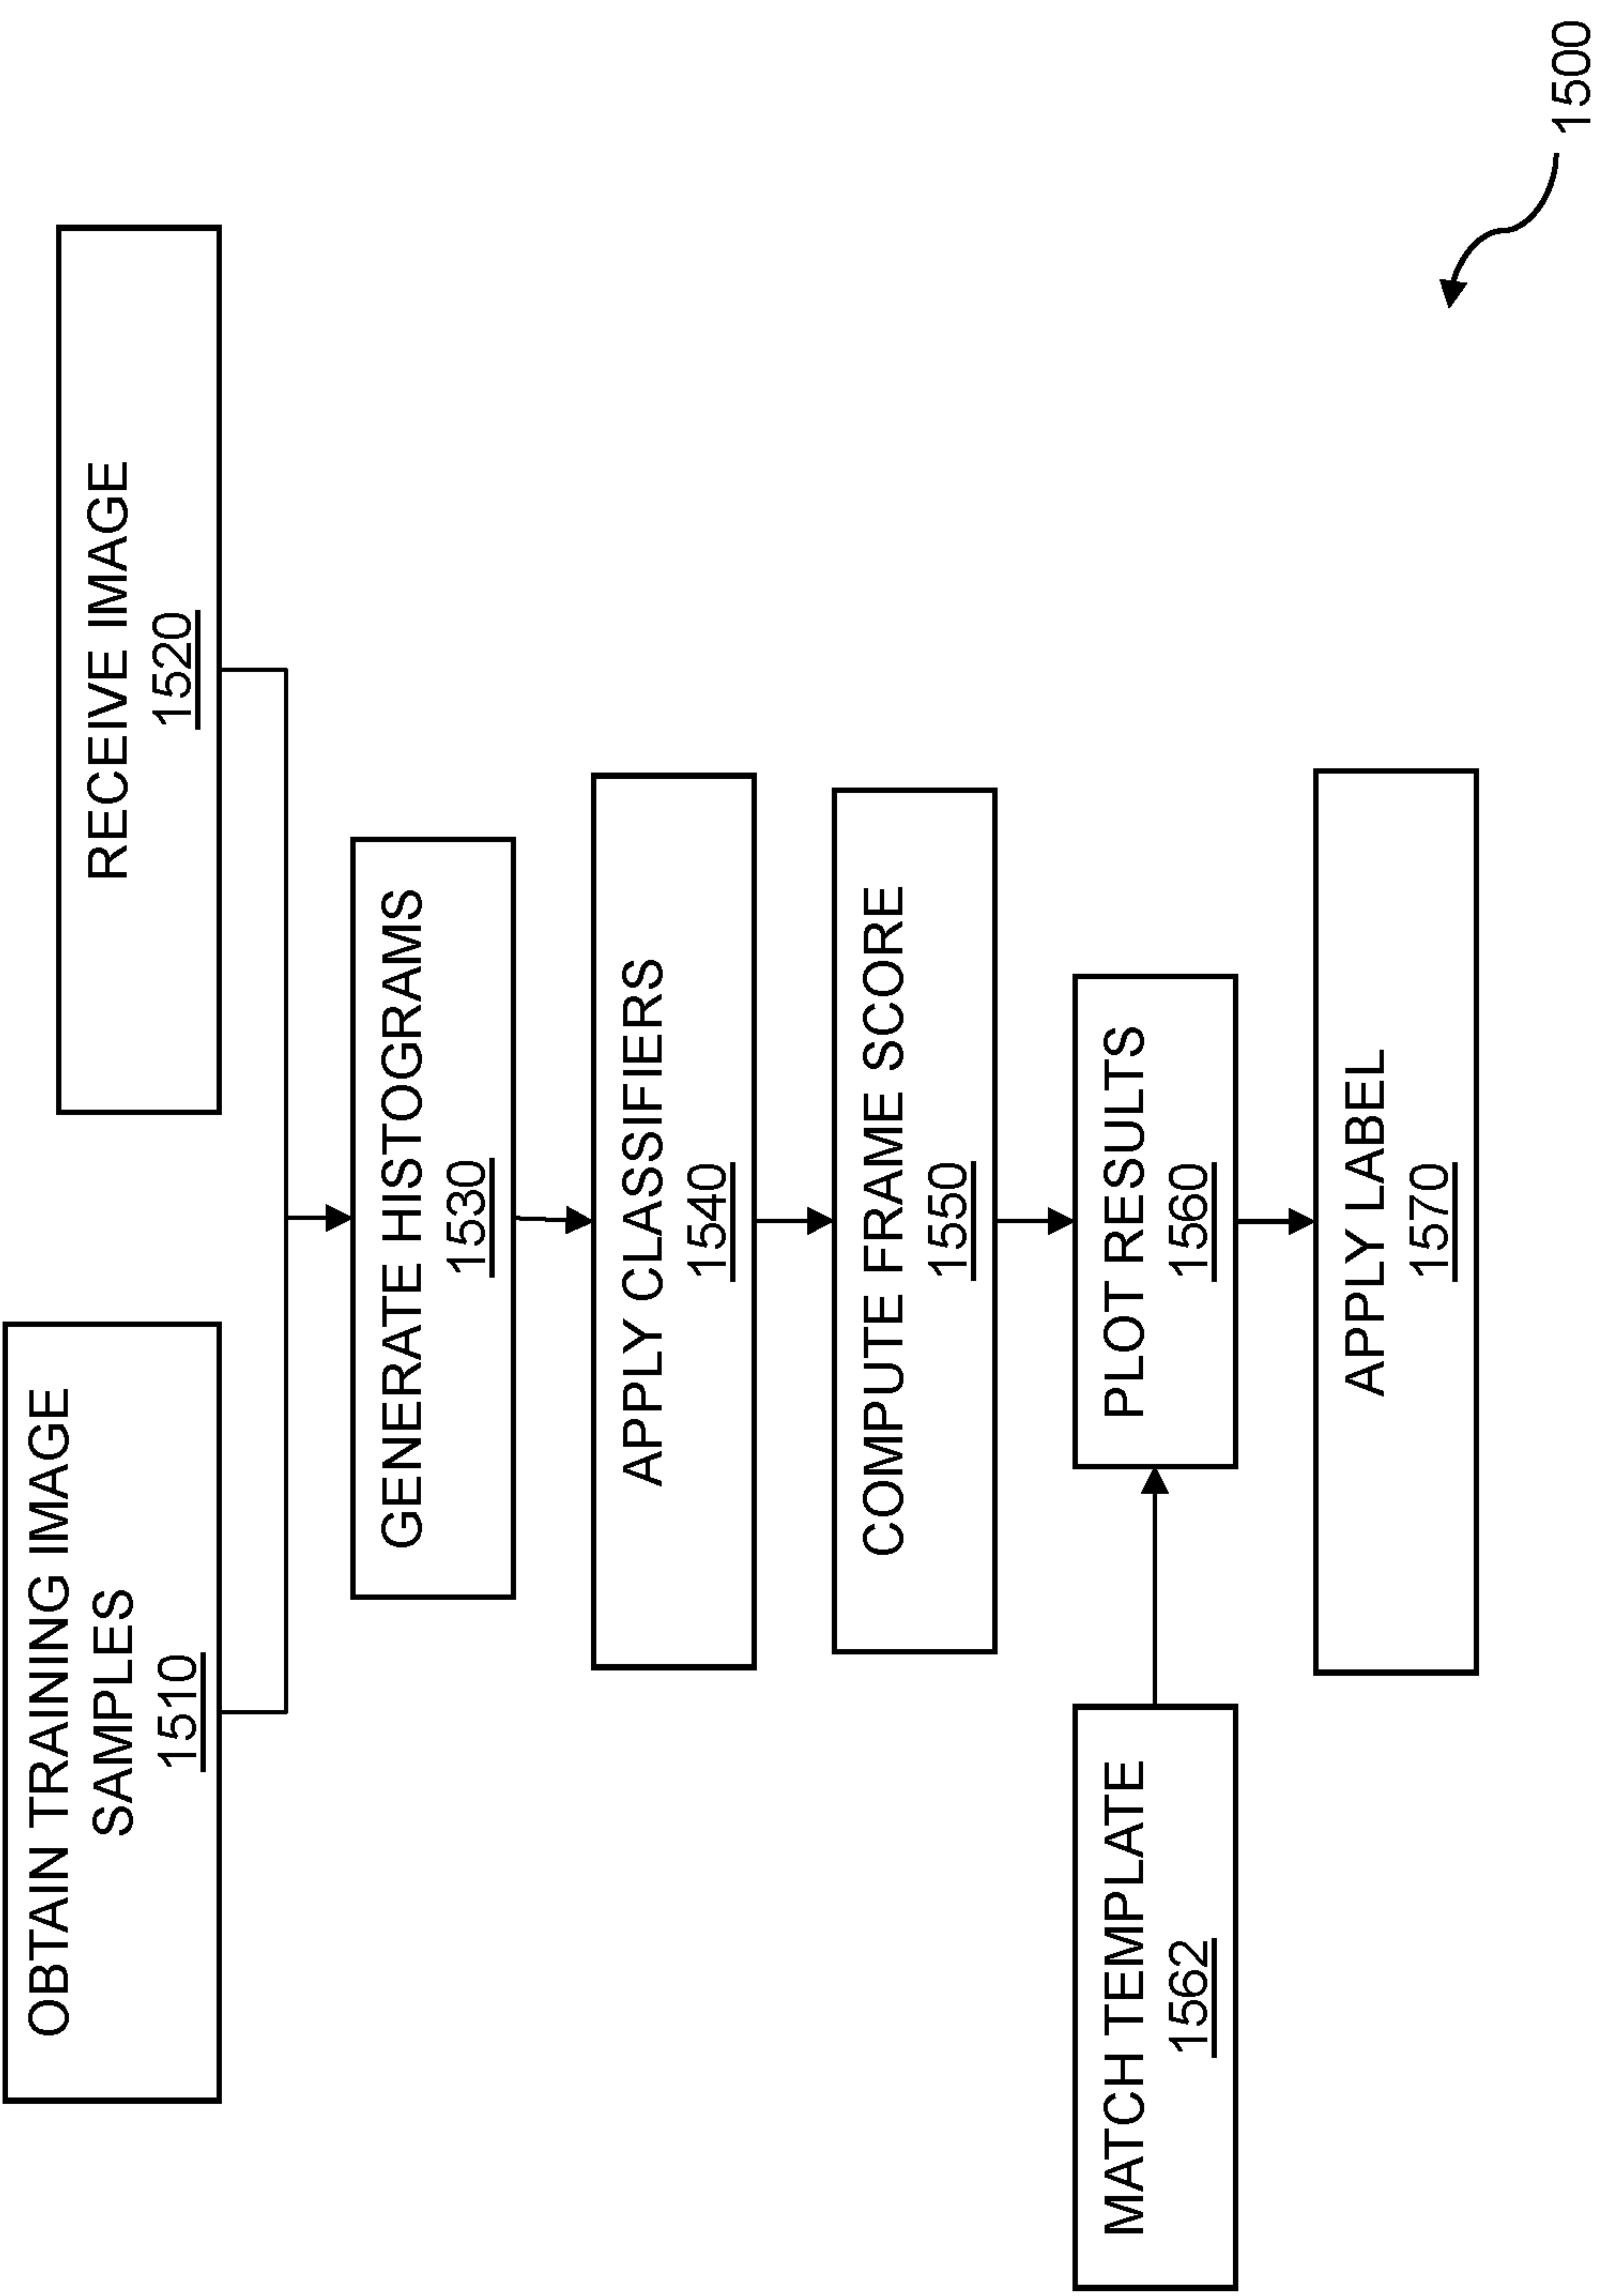 OBTAIN TRAINING IMAGE
SAMPLES
1510
RECEIVE IMAGE
1520
GENERATE HISTOGRAMS
1530
APPLY CLASSIFIERS
1540
COMPUTE FRAME SCORE
1550
MATCH TEMPLATE
1562
PLOT RESULTS
1560
APPLY LABEL
1570
1500